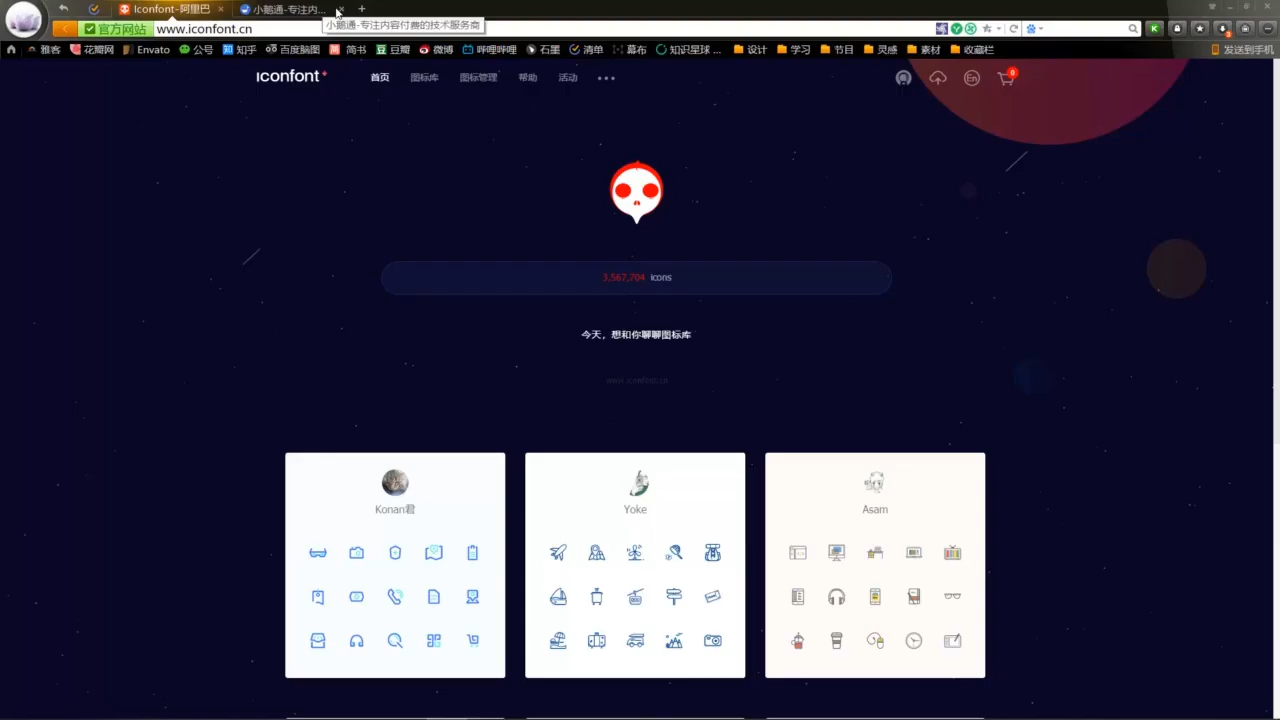 Iconfont-阿里巴
小鹅通-专注内...
小鹅通-专注内容付费的技术服务商
官方网站
www.iconfont.cn
雅客 花瓣网 Envato 公号 知乎 百度脑图 简书 豆瓣 微博 哔哩哔哩 石墨 清单 幕布 知识星球 ... 设计 学习 节目 灵感 素材 收藏栏 发送到手机
iconfont+
首页 图标库 图标管理 帮助 活动 •••
En
0
3,567,704 icons
今天，想和你聊聊图标库
www.iconfont.cn
Konan君
Yoke
Asam